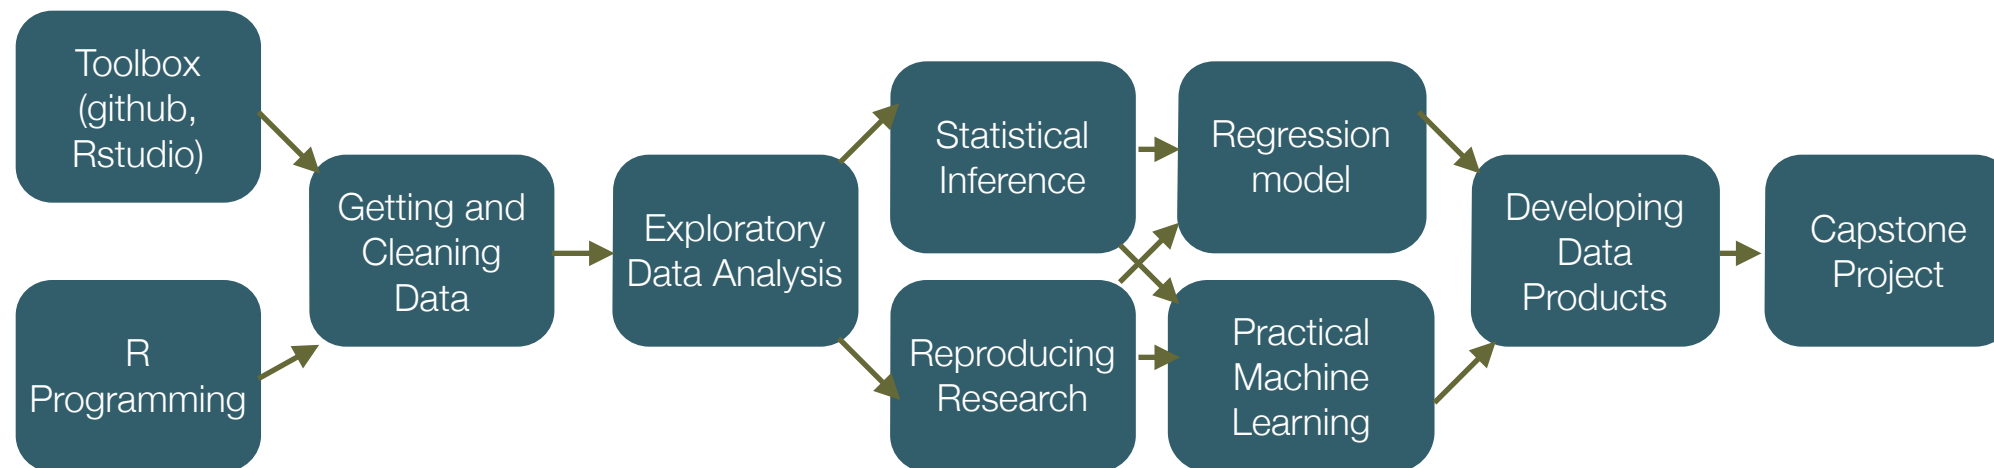 Toolbox
(github,
Rstudio)
R
Programming
Getting and
Cleaning
Data
Exploratory
Data Analysis
Statistical
Inference
Reproducing
Research
Regression
model
Practical
Machine
Learning
Developing
Data
Products
Capstone
Project